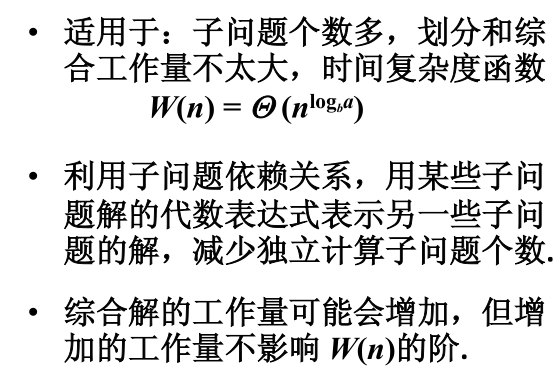 • 适用于：子问题个数多，划分和综
合工作量不太大，时间复杂度函数
W(n) = Θ(n^{log_b a})
• 利用子问题依赖关系，用某些子问
题解的代数表达式表示另一些子问
题的解，减少独立计算子问题个数.
• 综合解的工作量可能会增加，但增
加的工作量不影响 W(n)的阶.